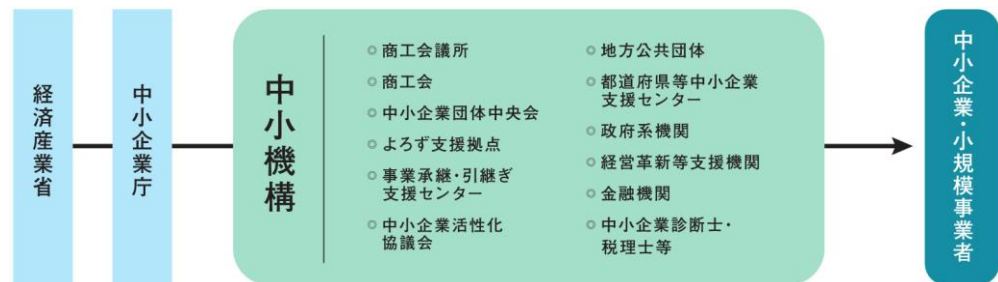 経済産業省
中小企業庁
中小機構
◦ 商工会議所
◦ 商工会
◦ 中小企業団体中央会
◦ よろず支援拠点
◦ 事業承継・引継ぎ
支援センター
◦ 中小企業活性化
協議会
◦ 地方公共団体
◦ 都道府県等中小企業
支援センター
◦ 政府系機関
◦ 経営革新等支援機関
◦ 金融機関
◦ 中小企業診断士・
税理士等
中小企業・小規模事業者